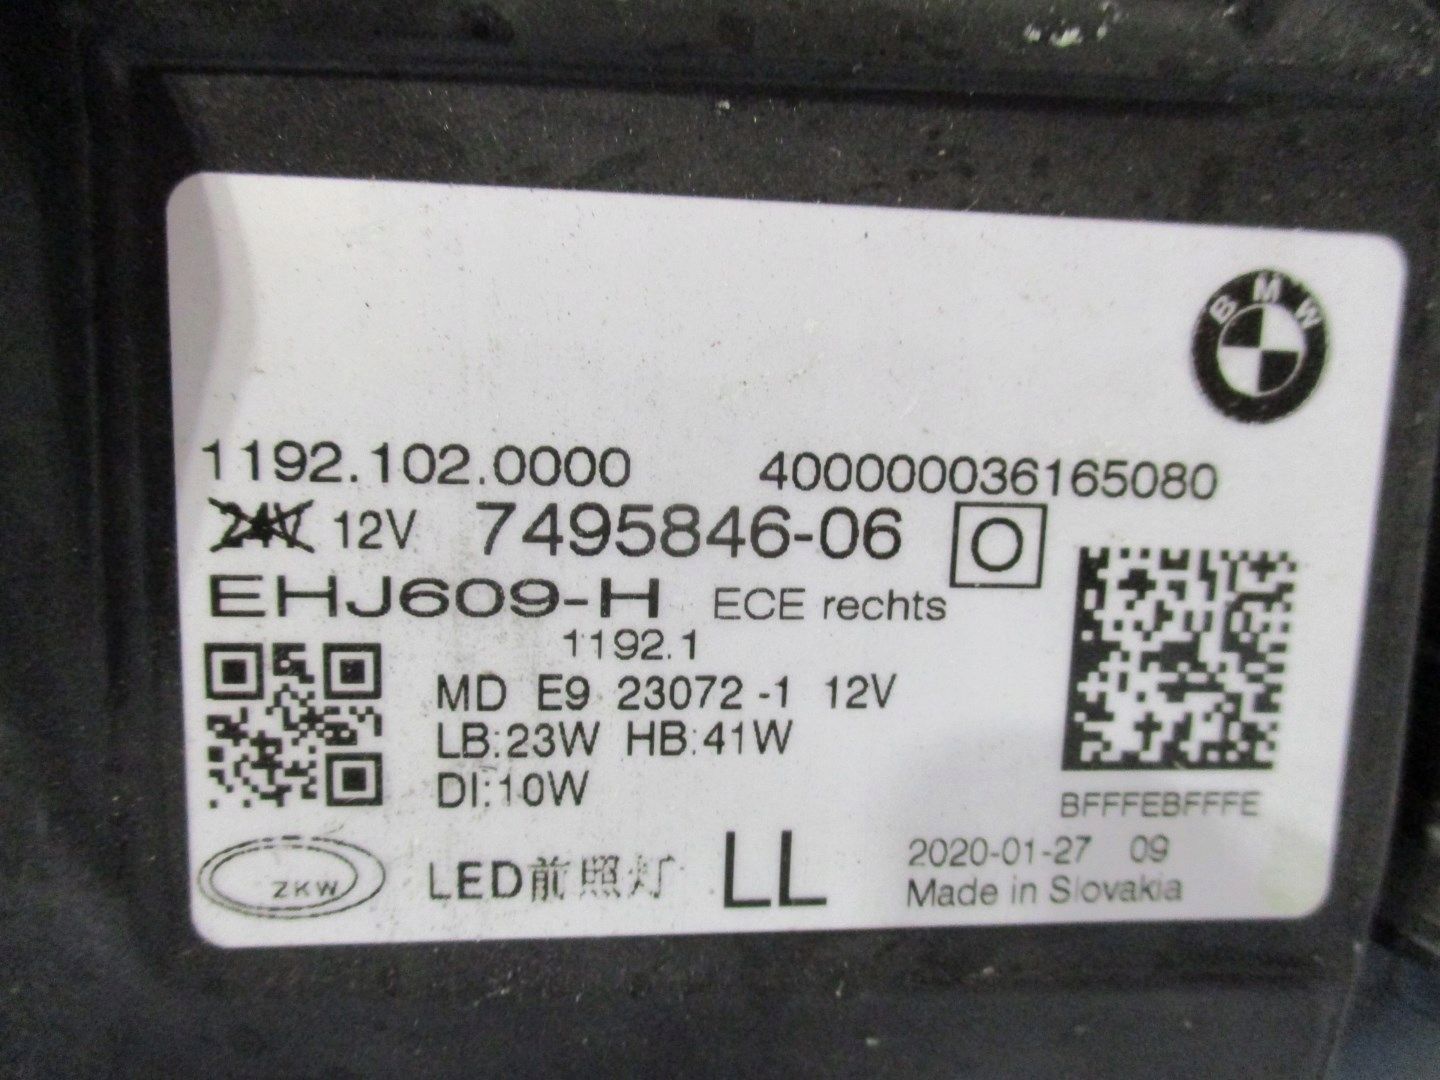 BMW
1192.102.0000 400000036165080
24V 12V 7495846-06 O
EHJ609-H ECE rechts
1192.1
MD E9 23072 -1 12V
LB:23W HB:41W
DI:10W
BFFFEBFFFE
ZKW LED前照灯 LL 2020-01-27 09
Made in Slovakia